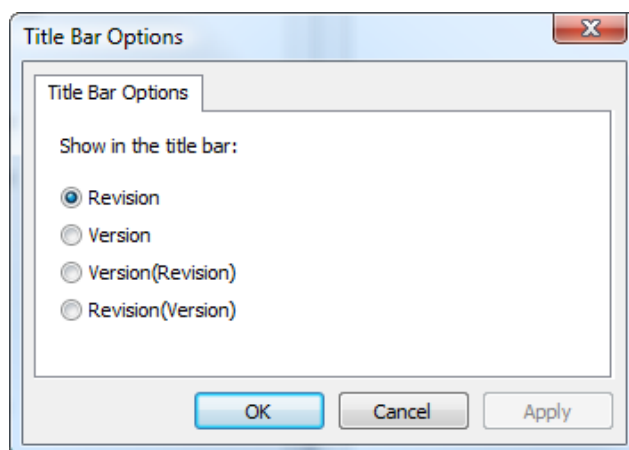 Title Bar Options
Title Bar Options
Show in the title bar:
Revision
Version
Version(Revision)
Revision(Version)
OK Cancel Apply